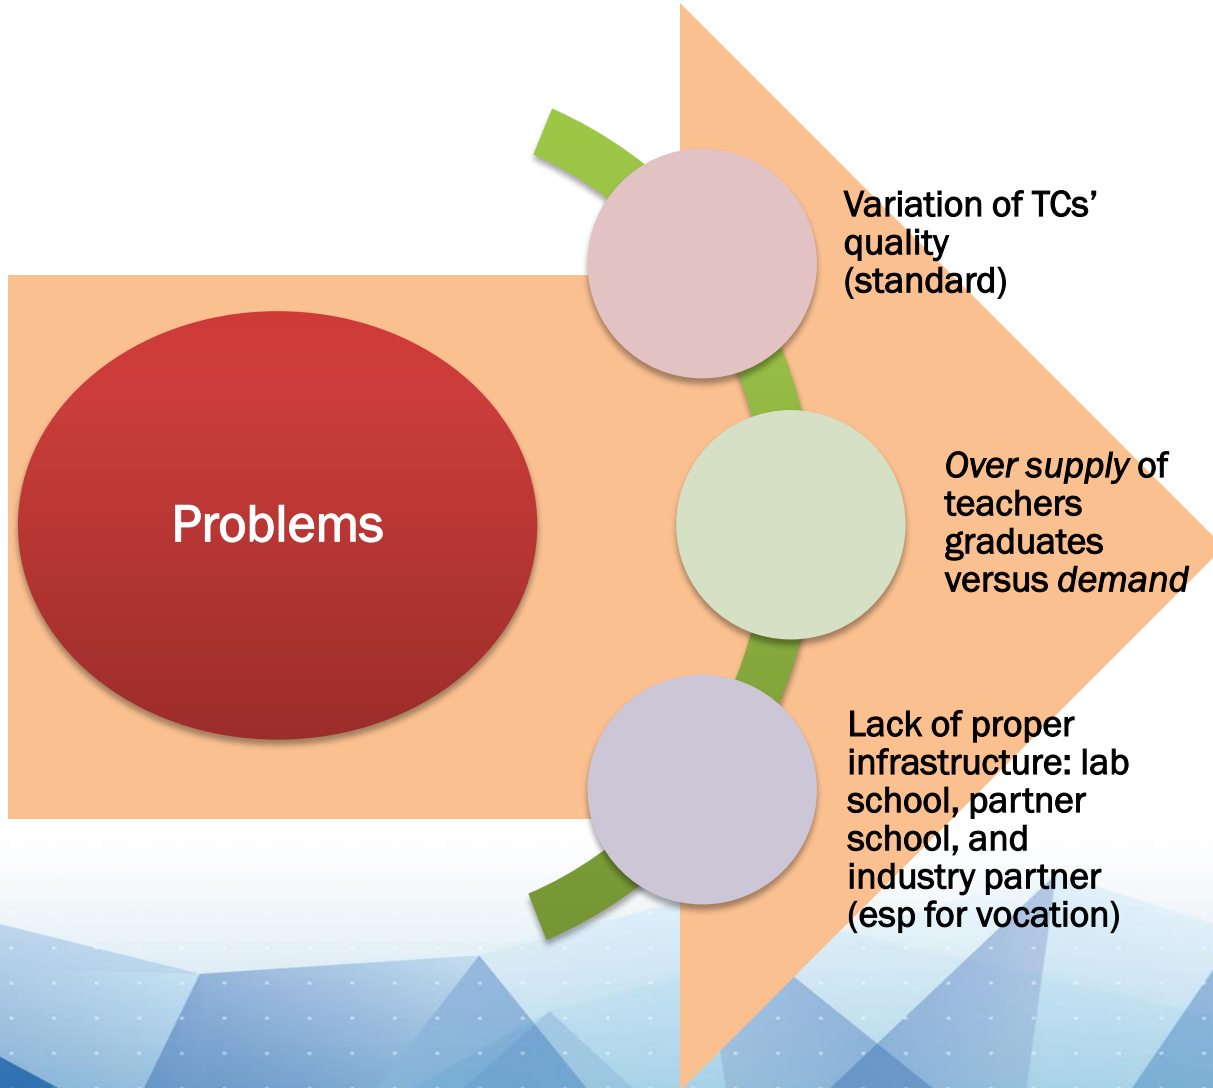 Problems
Variation of TCs’
quality
(standard)
Over supply of
teachers
graduates
versus demand
Lack of proper
infrastructure: lab
school, partner
school, and
industry partner
(esp for vocation)